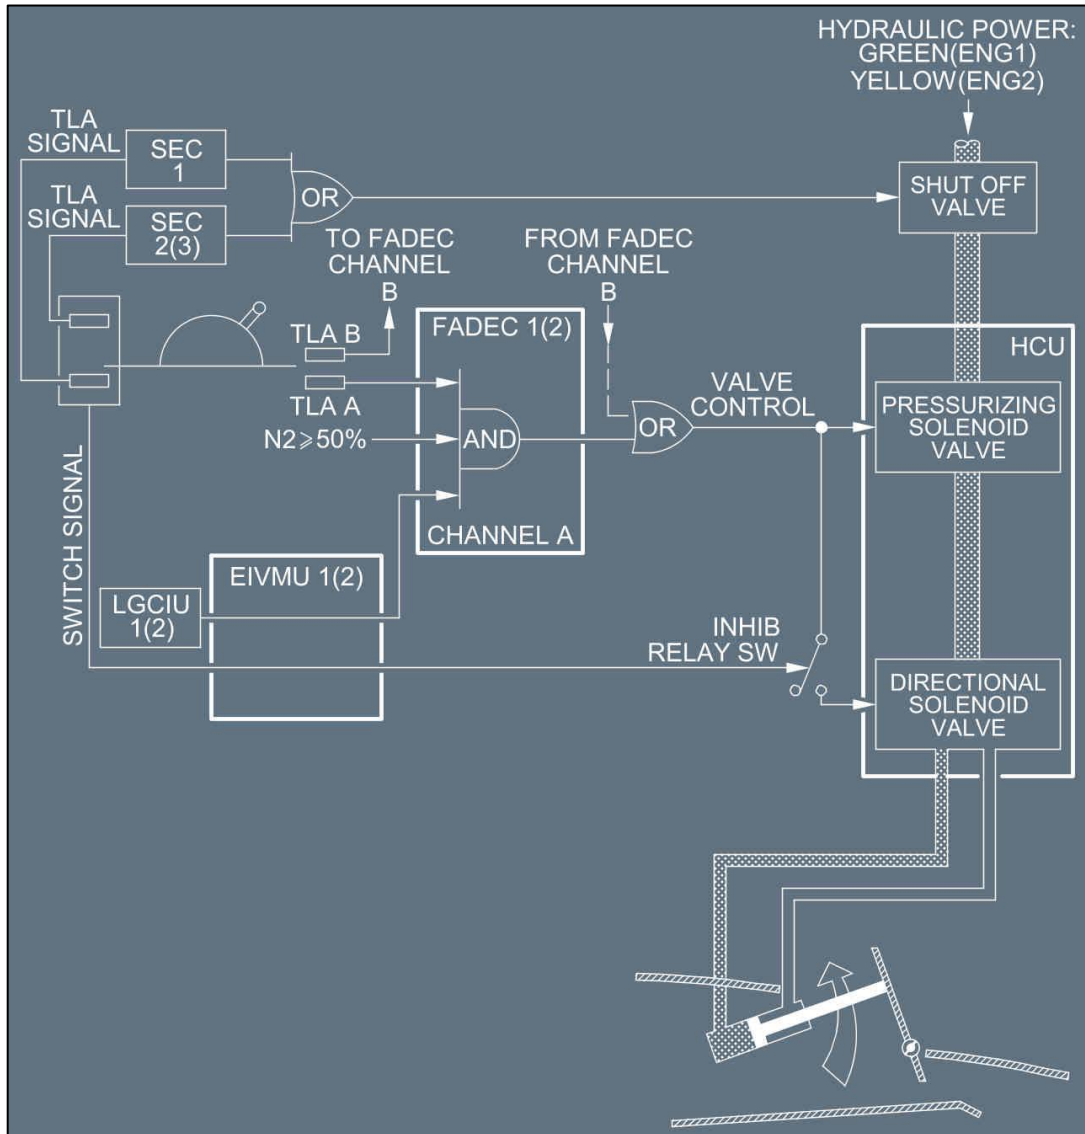 HYDRAULIC POWER:
GREEN(ENG1)
YELLOW(ENG2)
TLA
SIGNAL
SEC
1
TLA
SIGNAL
SEC
2(3)
OR
SHUT OFF
VALVE
TO FADEC
CHANNEL
B
FROM FADEC
CHANNEL
B
FADEC 1(2)
HCU
TLA B
TLA A
N2⩾50%
AND
CHANNEL A
OR
VALVE
CONTROL
PRESSURIZING
SOLENOID
VALVE
SWITCH SIGNAL
EIVMU 1(2)
LGCIU
1(2)
INHIB
RELAY SW
DIRECTIONAL
SOLENOID
VALVE